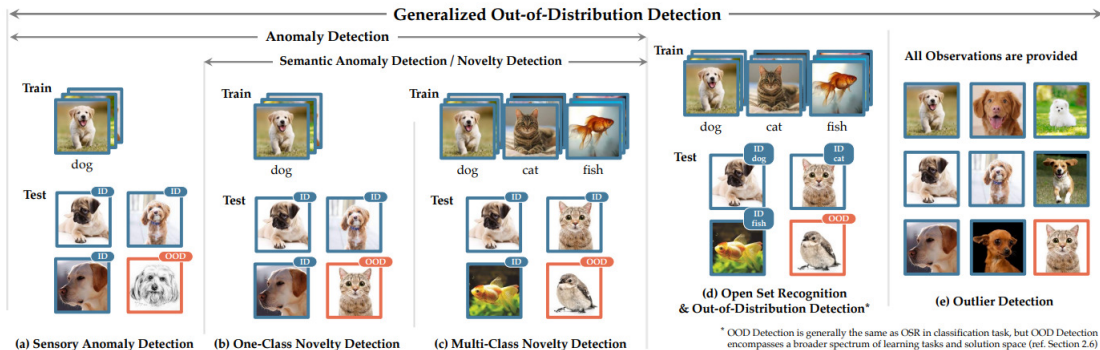 Generalized Out-of-Distribution Detection
Anomaly Detection
Semantic Anomaly Detection / Novelty Detection
Train
dog
Test
ID
ID
ID
OOD
(a) Sensory Anomaly Detection
dog
ID
ID
ID
OOD
(b) One-Class Novelty Detection
Train
dog
cat
fish
Test
ID
ID
ID
OOD
(c) Multi-Class Novelty Detection
Train
dog
cat
fish
Test
ID
dog
ID
cat
ID
fish
OOD
(d) Open Set Recognition
& Out-of-Distribution Detection*
All Observations are provided
(e) Outlier Detection
* OOD Detection is generally the same as OSR in classification task, but OOD Detection
encompasses a broader spectrum of learning tasks and solution space (ref. Section 2.6)